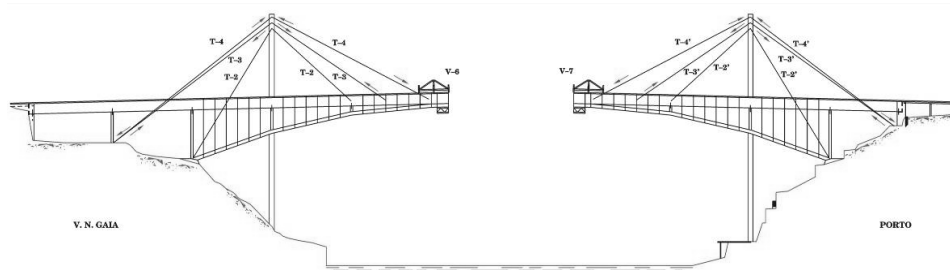 T-4
T-3
T-2
T-2
T-3
T-4
V-6
V-7
T-4'
T-3'
T-2'
T-4'
T-3'
T-2'
V. N. GAIA
PORTO